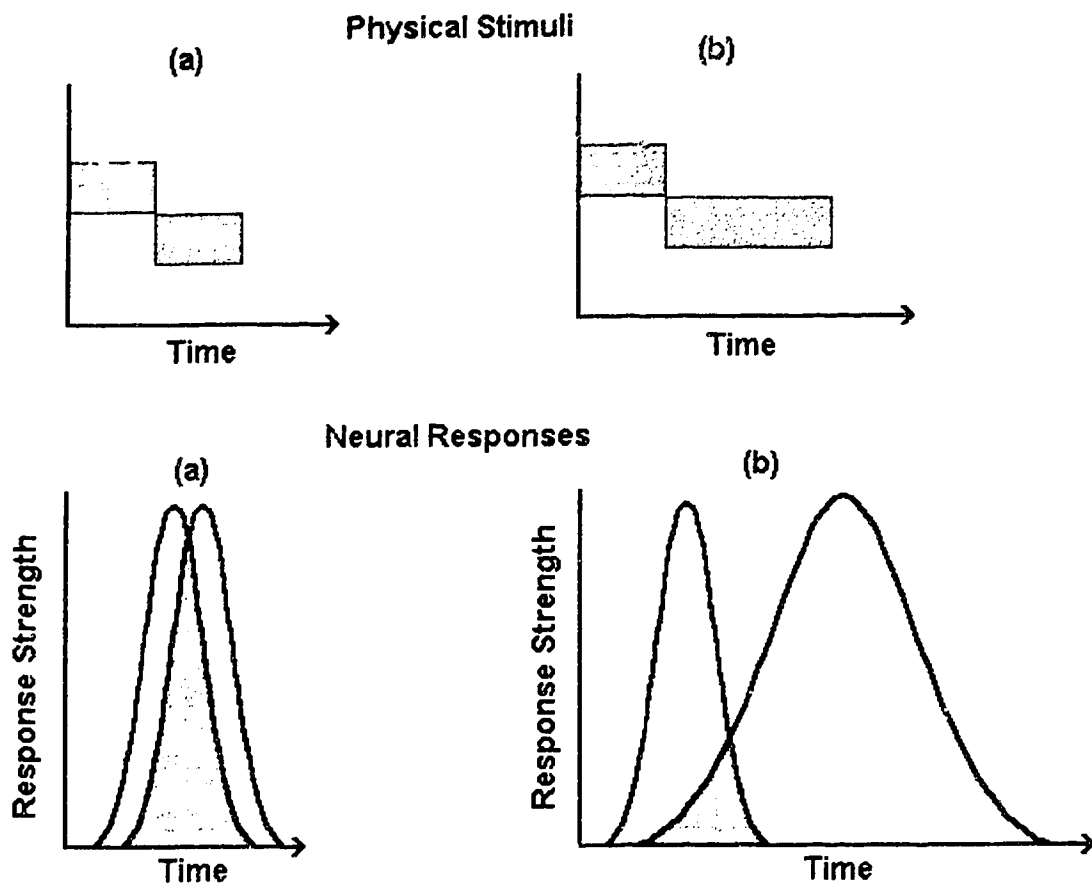 Physical Stimuli
(a)
(b)
Time
Time
Neural Responses
(a)
(b)
Response Strength
Response Strength
Time
Time